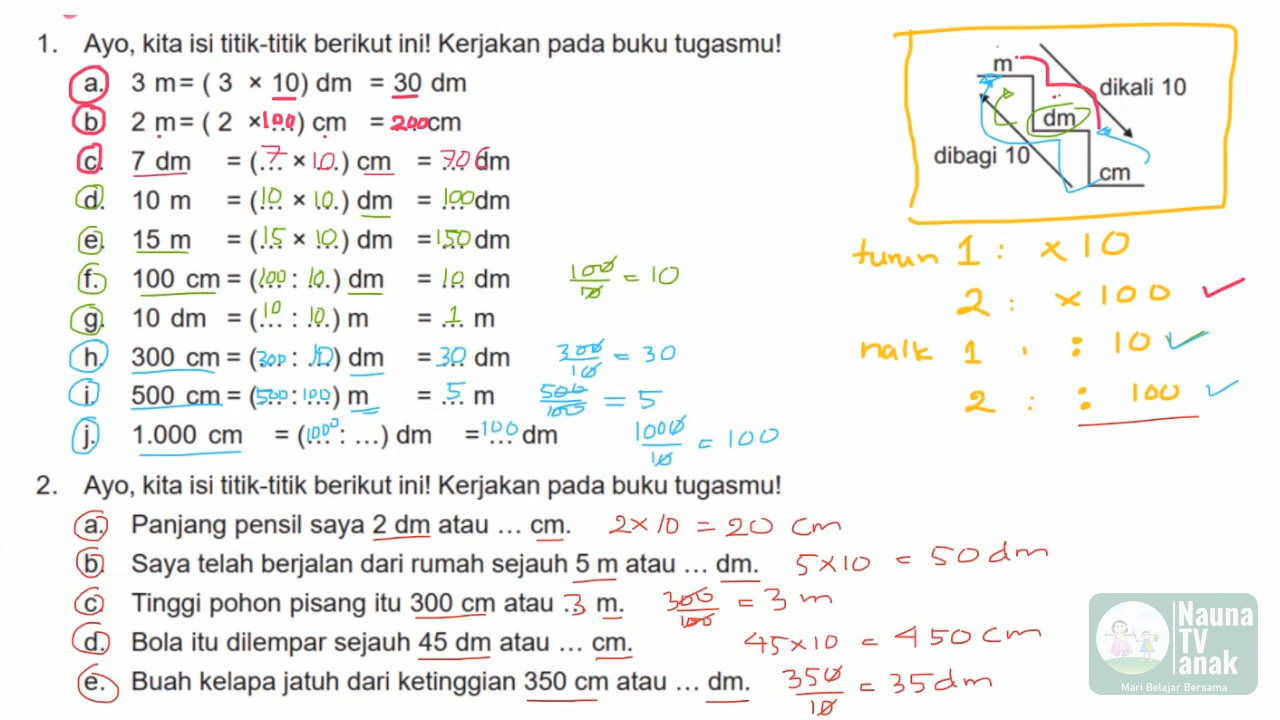 1. Ayo, kita isi titik-titik berikut ini! Kerjakan pada buku tugasmu!
a. 3 m = ( 3 × 10) dm = 30 dm
b 2 m = ( 2 ×100) cm = 200cm
c. 7 dm = (7 × 10.) cm = 70 cm
d. 10 m = (10 × 10.) dm = 100 dm
e. 15 m = (15 × 10) dm = 150 dm
f. 100 cm = (100 : 10.) dm = 10 dm
100/10 = 10
g. 10 dm = (10 : 10.) m = 1 m
h. 300 cm = (300 : 10) dm = 30 dm
300/10 = 30
i. 500 cm = (500 : 100) m = 5 m
500/100 = 5
j. 1.000 cm = (1000 : ...) dm = 100 dm
1000/10 = 100
m
dikali 10
dm
dibagi 10
cm
turun 1 : × 10
2 : × 100
naik 1 : : 10
2 : : 100
2. Ayo, kita isi titik-titik berikut ini! Kerjakan pada buku tugasmu!
a. Panjang pensil saya 2 dm atau ... cm. 2 × 10 = 20 cm
b. Saya telah berjalan dari rumah sejauh 5 m atau ... dm. 5 × 10 = 50 dm
c Tinggi pohon pisang itu 300 cm atau 3 m. 300/100 = 3 m
d. Bola itu dilempar sejauh 45 dm atau ... cm. 45 × 10 = 450 cm
e. Buah kelapa jatuh dari ketinggian 350 cm atau ... dm. 350/10 = 35 dm
Nauna
TV
anak
Mari Belajar Bersama